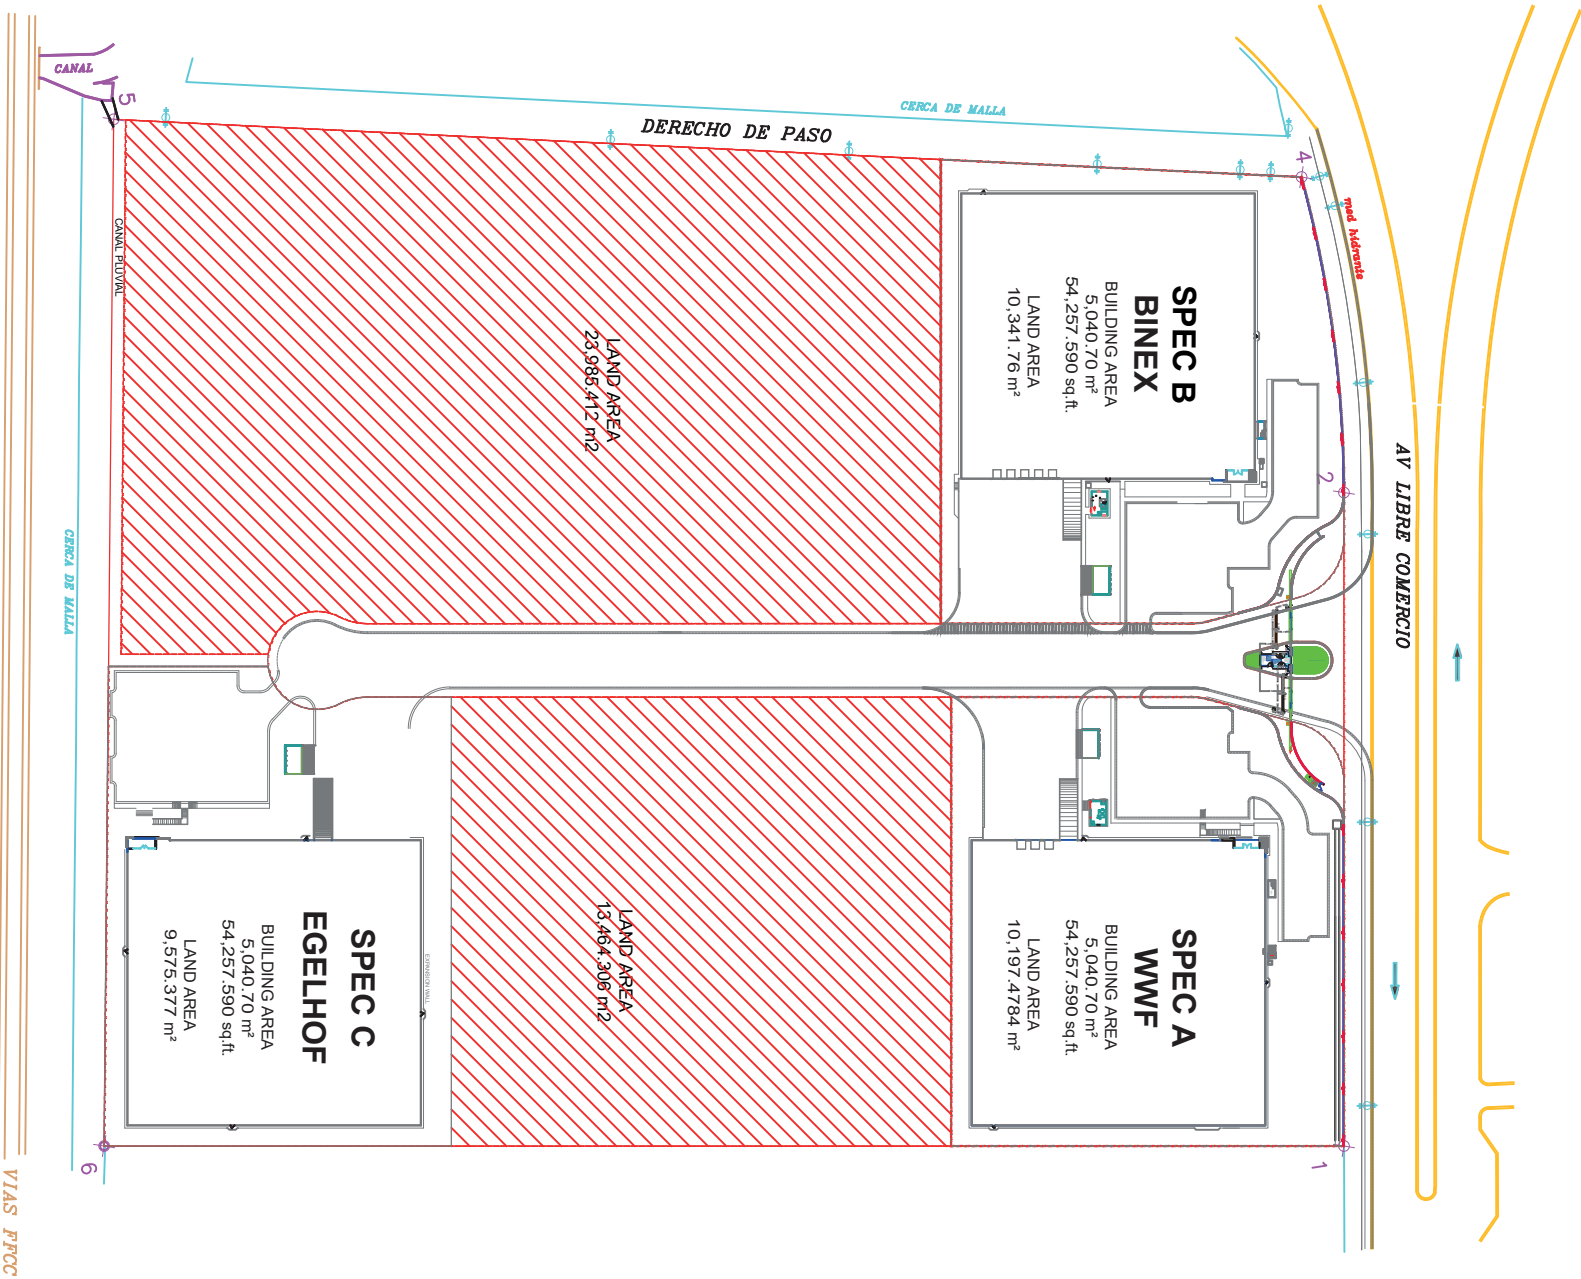 CANAL
5
CERCA DE MALLA
DERECHO DE PASO
4
med hidrante
CANAL PLUVIAL
LAND AREA
23,985.412 m2
SPEC B
BINEX
BUILDING AREA
5,040.70 m²
54,257.590 sq.ft.
LAND AREA
10,341.76 m²
2
AV LIBRE COMERCIO
CERCA DE MALLA
SPEC C
EGELHOF
BUILDING AREA
5,040.70 m²
54,257.590 sq.ft.
LAND AREA
9,575.377 m²
EXPANSION WALL
LAND AREA
13,464.306 m2
SPEC A
WWF
BUILDING AREA
5,040.70 m²
54,257.590 sq.ft.
LAND AREA
10,197.4784 m²
6
1
VIAS FFCC